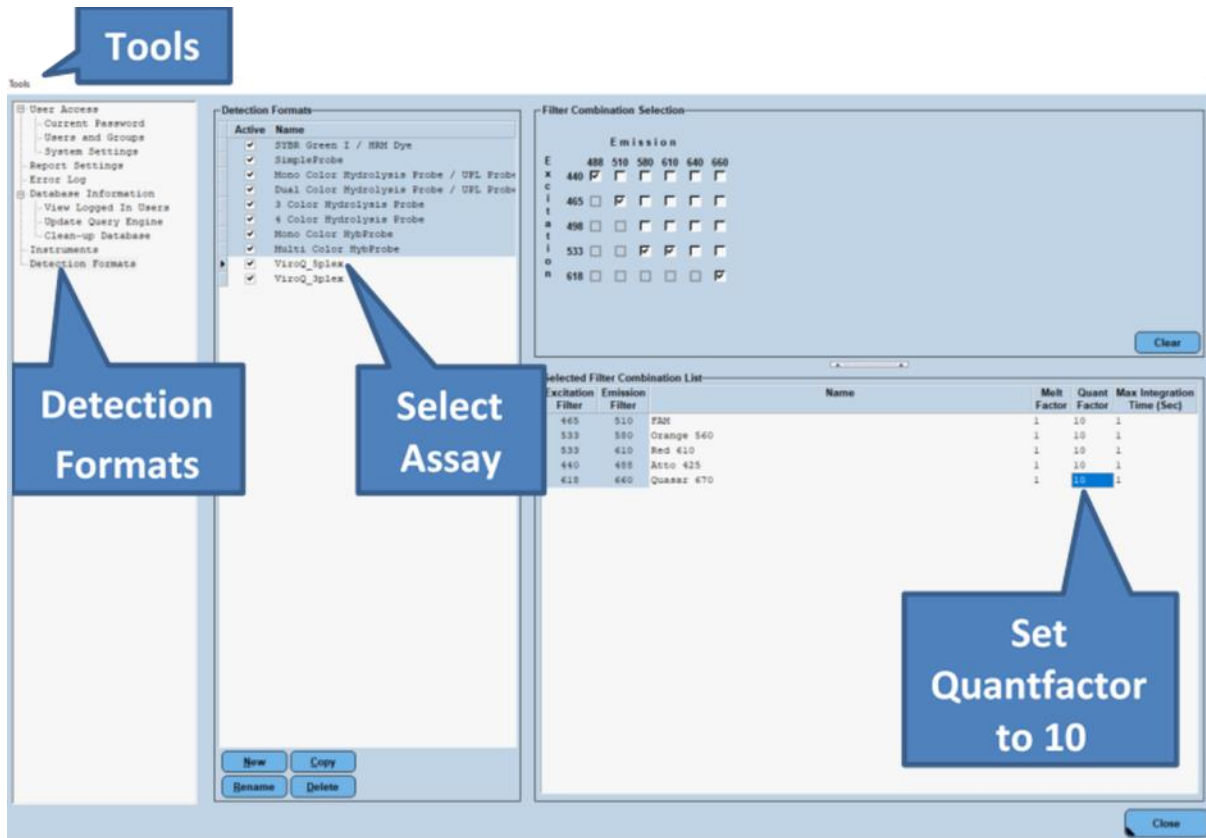 Tools
Tools
User Access
Current Password
Users and Groups
System Settings
Report Settings
Error Log
Database Information
View Logged In Users
Update Query Engine
Clean-up Database
Instruments
Detection Formats
Detection Formats
Active Name
SYBR Green I / HRM Dye
SimpleProbe
Mono Color Hydrolysis Probe / UPL Probe
Dual Color Hydrolysis Probe / UPL Probe
3 Color Hydrolysis Probe
4 Color Hydrolysis Probe
Mono Color HybProbe
Multi Color HybProbe
ViroQ_5plex
ViroQ_3plex
New Copy
Rename Delete
Detection
Formats
Select
Assay
Filter Combination Selection
Emission
Excitation
488 510 580 610 640 660
440
465
498
533
618
Clear
Selected Filter Combination List
Excitation Filter Emission Filter Name Melt Factor Quant Factor Max Integration Time (Sec)
465 510 FAM 1 10 1
533 580 Orange 560 1 10 1
533 610 Red 610 1 10 1
440 488 Atto 425 1 10 1
618 660 Quasar 670 1 10 1
Set
Quantfactor
to 10
Close